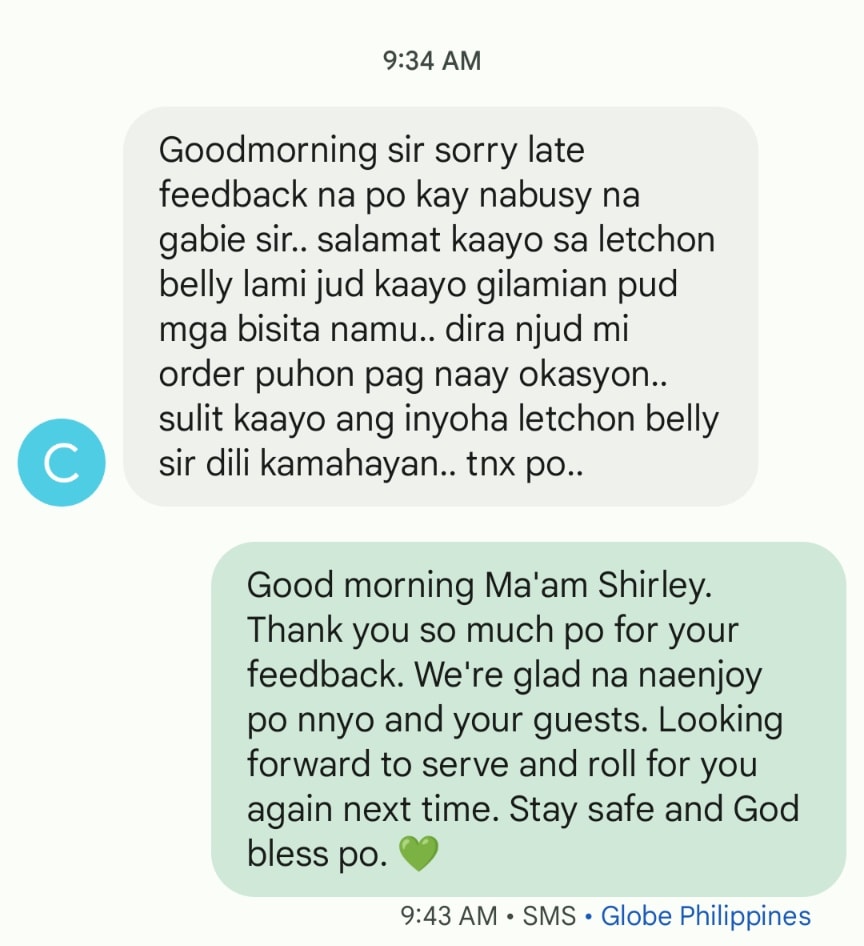 9:34 AM
Goodmorning sir sorry late
feedback na po kay nabusy na
gabie sir.. salamat kaayo sa letchon
belly lami jud kaayo gilamian pud
mga bisita namu.. dira njud mi
order puhon pag naay okasyon..
sulit kaayo ang inyoha letchon belly
sir dili kamahayan.. tnx po..
C
Good morning Ma'am Shirley.
Thank you so much po for your
feedback. We're glad na naenjoy
po nnyo and your guests. Looking
forward to serve and roll for you
again next time. Stay safe and God
bless po. 💚
9:43 AM • SMS • Globe Philippines